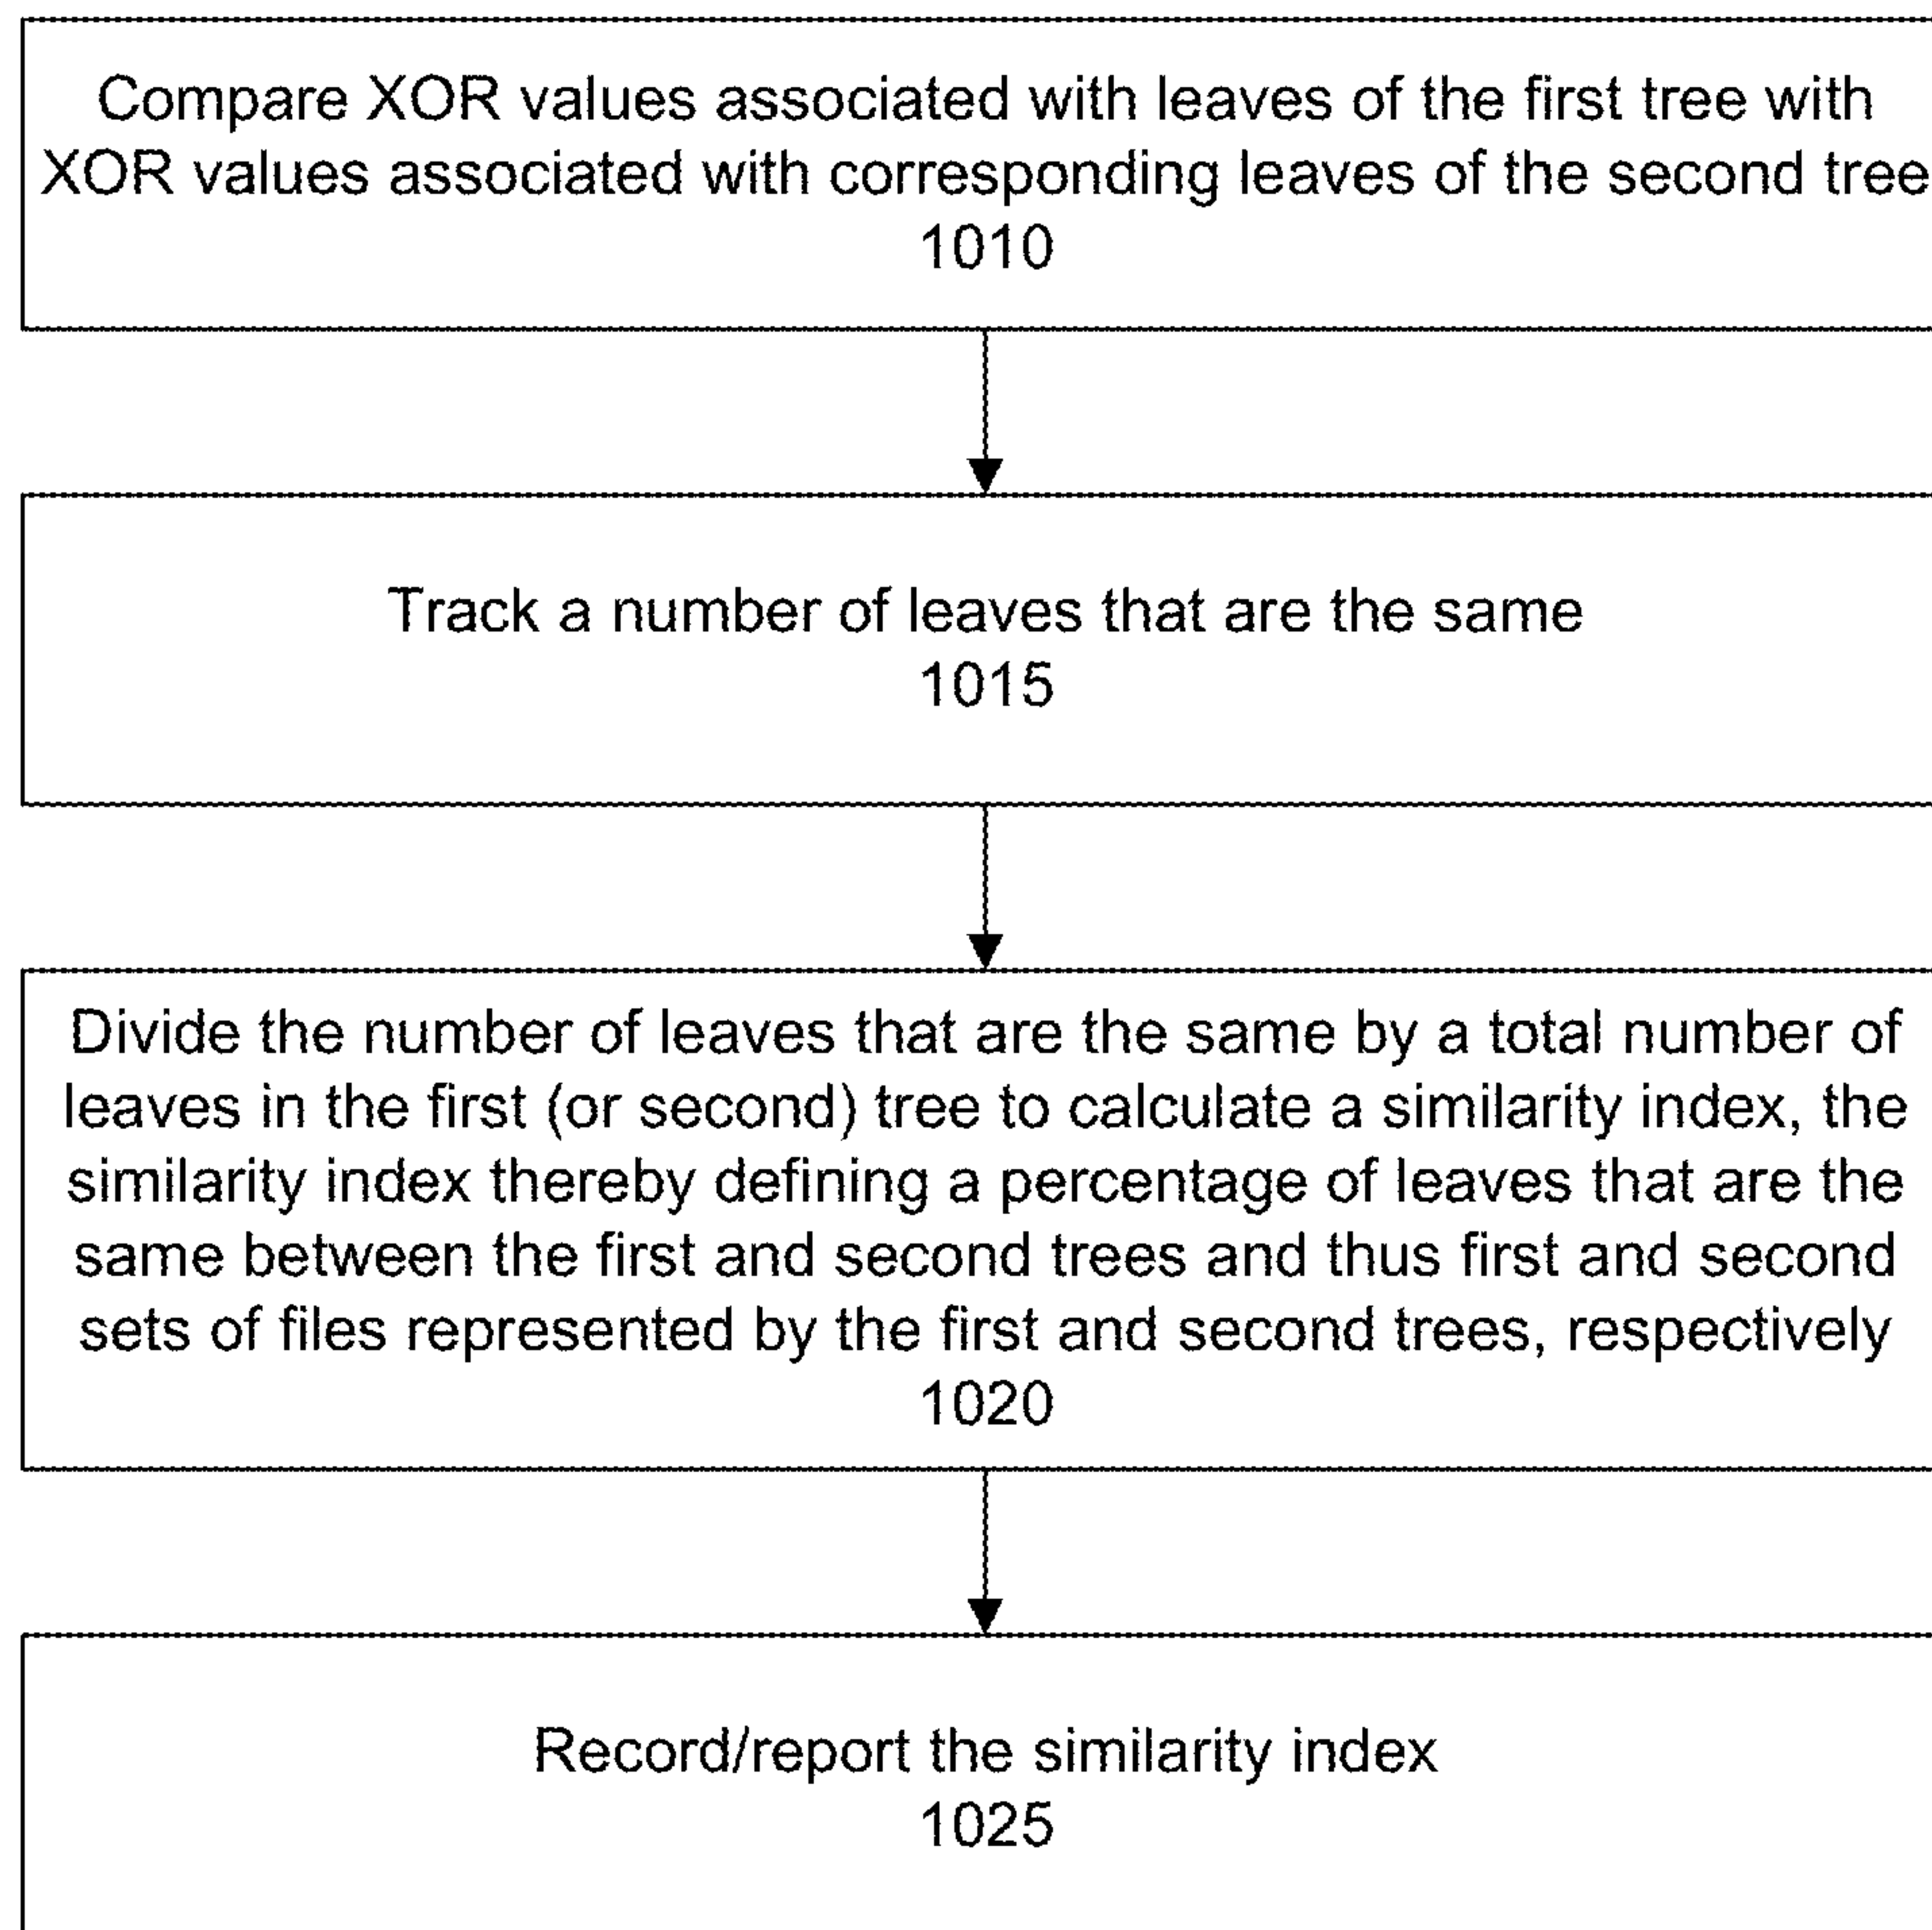 Compare XOR values associated with leaves of the first tree with
XOR values associated with corresponding leaves of the second tree
1010
Track a number of leaves that are the same
1015
Divide the number of leaves that are the same by a total number of
leaves in the first (or second) tree to calculate a similarity index, the
similarity index thereby defining a percentage of leaves that are the
same between the first and second trees and thus first and second
sets of files represented by the first and second trees, respectively
1020
Record/report the similarity index
1025